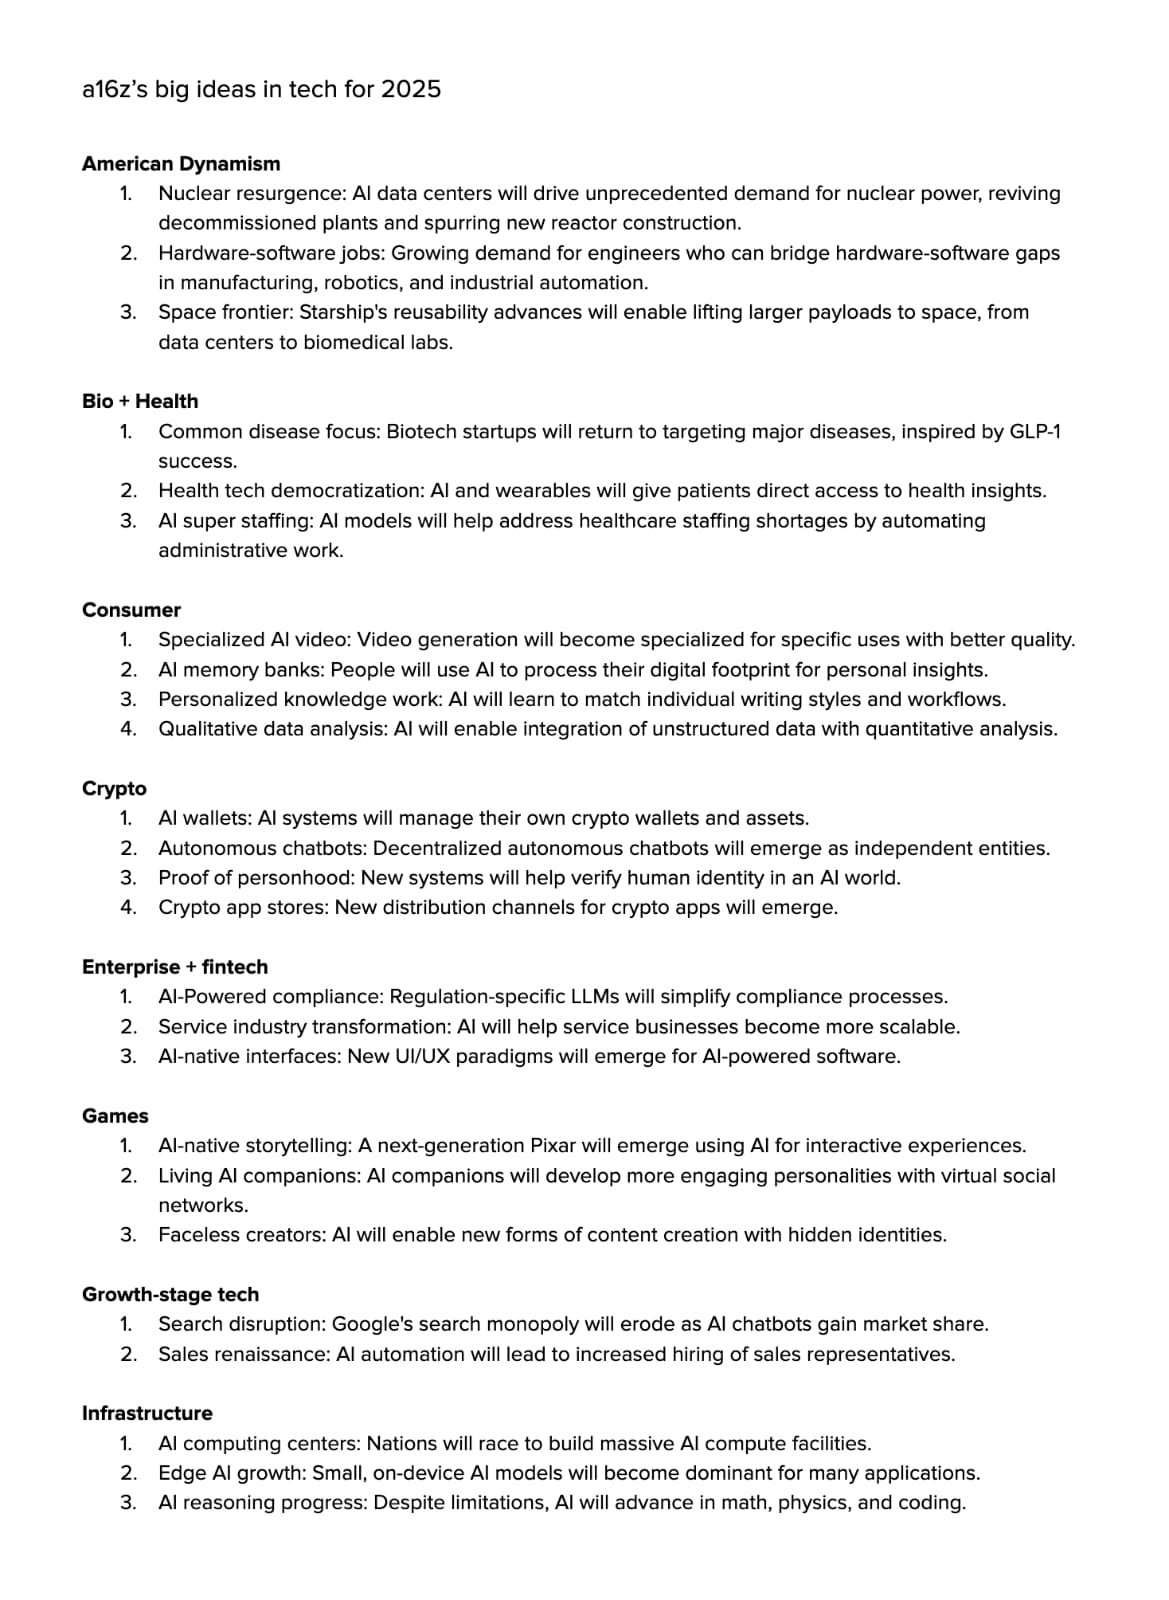 a16z’s big ideas in tech for 2025
American Dynamism
1. Nuclear resurgence: AI data centers will drive unprecedented demand for nuclear power, reviving
decommissioned plants and spurring new reactor construction.
2. Hardware-software jobs: Growing demand for engineers who can bridge hardware-software gaps
in manufacturing, robotics, and industrial automation.
3. Space frontier: Starship's reusability advances will enable lifting larger payloads to space, from
data centers to biomedical labs.
Bio + Health
1. Common disease focus: Biotech startups will return to targeting major diseases, inspired by GLP-1
success.
2. Health tech democratization: AI and wearables will give patients direct access to health insights.
3. AI super staffing: AI models will help address healthcare staffing shortages by automating
administrative work.
Consumer
1. Specialized AI video: Video generation will become specialized for specific uses with better quality.
2. AI memory banks: People will use AI to process their digital footprint for personal insights.
3. Personalized knowledge work: AI will learn to match individual writing styles and workflows.
4. Qualitative data analysis: AI will enable integration of unstructured data with quantitative analysis.
Crypto
1. AI wallets: AI systems will manage their own crypto wallets and assets.
2. Autonomous chatbots: Decentralized autonomous chatbots will emerge as independent entities.
3. Proof of personhood: New systems will help verify human identity in an AI world.
4. Crypto app stores: New distribution channels for crypto apps will emerge.
Enterprise + fintech
1. AI-Powered compliance: Regulation-specific LLMs will simplify compliance processes.
2. Service industry transformation: AI will help service businesses become more scalable.
3. AI-native interfaces: New UI/UX paradigms will emerge for AI-powered software.
Games
1. AI-native storytelling: A next-generation Pixar will emerge using AI for interactive experiences.
2. Living AI companions: AI companions will develop more engaging personalities with virtual social
networks.
3. Faceless creators: AI will enable new forms of content creation with hidden identities.
Growth-stage tech
1. Search disruption: Google's search monopoly will erode as AI chatbots gain market share.
2. Sales renaissance: AI automation will lead to increased hiring of sales representatives.
Infrastructure
1. AI computing centers: Nations will race to build massive AI compute facilities.
2. Edge AI growth: Small, on-device AI models will become dominant for many applications.
3. AI reasoning progress: Despite limitations, AI will advance in math, physics, and coding.